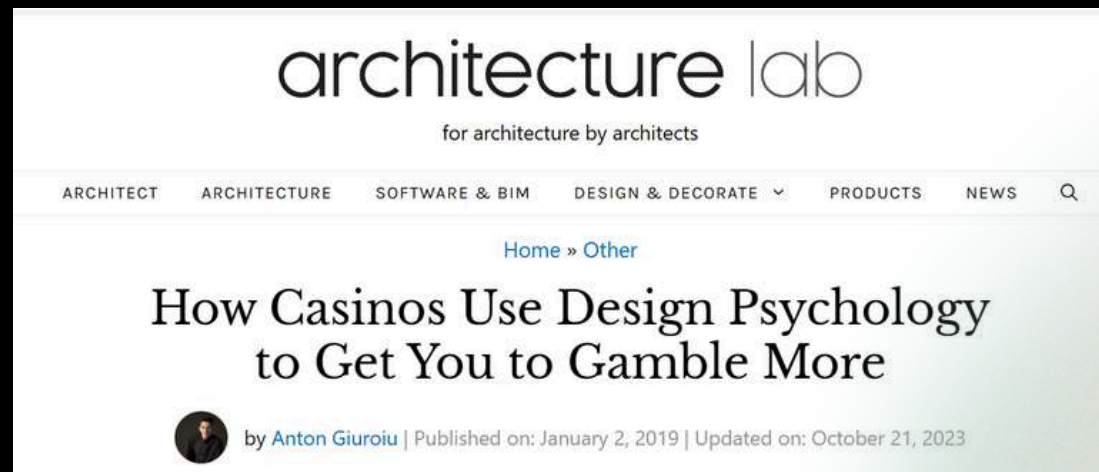 architecture lab
for architecture by architects
ARCHITECT ARCHITECTURE SOFTWARE & BIM DESIGN & DECORATE PRODUCTS NEWS
Home » Other
How Casinos Use Design Psychology
to Get You to Gamble More
by Anton Giuroiu | Published on: January 2, 2019 | Updated on: October 21, 2023